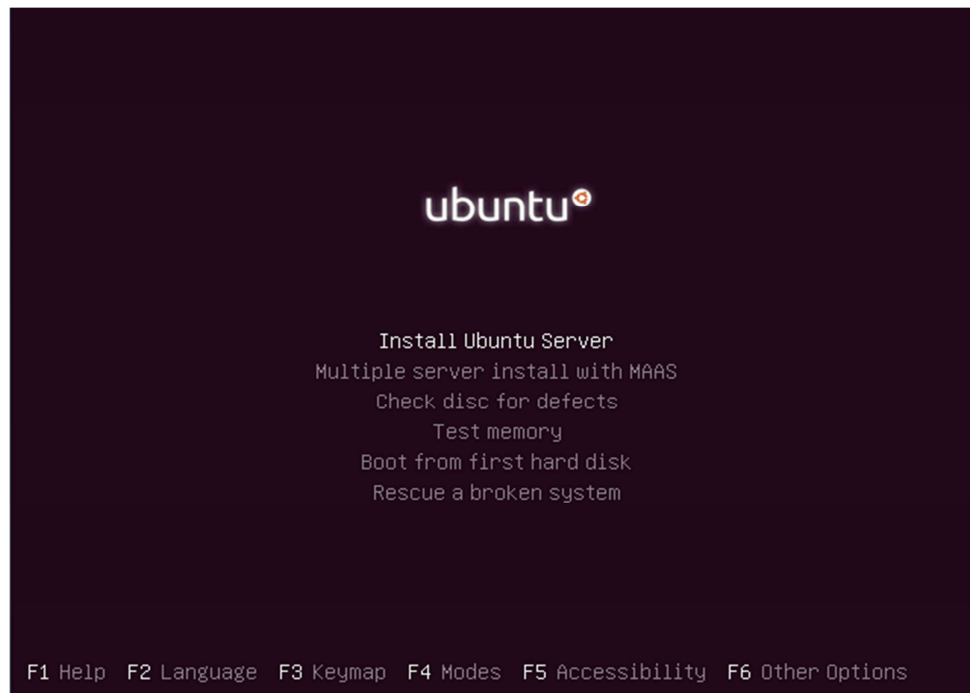 ubuntu
Install Ubuntu Server
Multiple server install with MAAS
Check disc for defects
Test memory
Boot from first hard disk
Rescue a broken system
F1 Help F2 Language F3 Keymap F4 Modes F5 Accessibility F6 Other Options